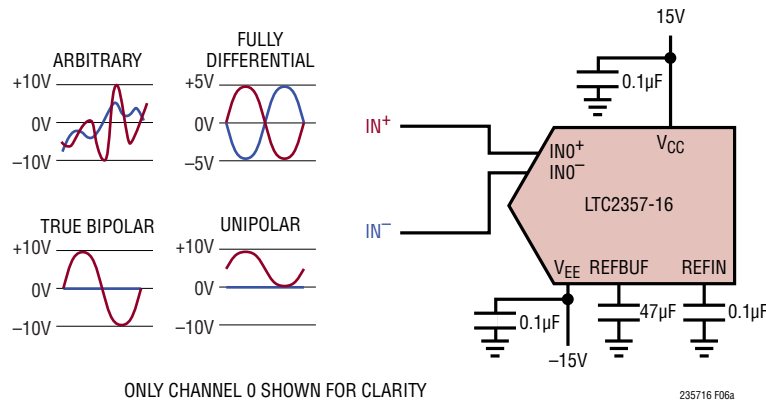 ARBITRARY
+10V
0V
–10V
FULLY
DIFFERENTIAL
+5V
0V
–5V
TRUE BIPOLAR
+10V
0V
–10V
UNIPOLAR
+10V
0V
–10V
IN+
IN–
15V
0.1µF
VCC
IN0+
IN0–
LTC2357-16
VEE
REFBUF
REFIN
0.1µF
47µF
0.1µF
–15V
ONLY CHANNEL 0 SHOWN FOR CLARITY
235716 F06a